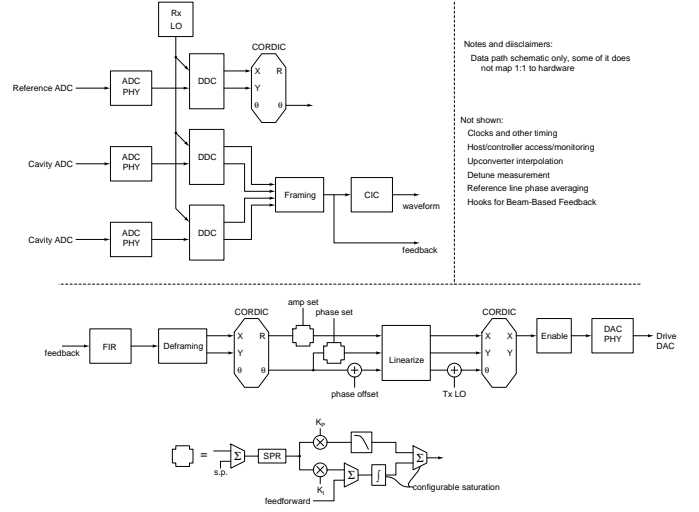 Rx
LO
CORDIC
Notes and diisclaimers:
Data path schematic only, some of it does
not map 1:1 to hardware
Reference ADC
ADC
PHY
DDC
X
R
Y
θ
θ
Not shown:
Clocks and other timing
Host/controller access/monitoring
Upconverter interpolation
Detune measurement
Reference line phase averaging
Hooks for Beam-Based Feedback
Cavity ADC
ADC
PHY
DDC
Framing
CIC
waveform
Cavity ADC
ADC
PHY
DDC
feedback
amp set
CORDIC
phase set
CORDIC
feedback
FIR
Deframing
X
R
Y
θ
θ
Linearize
X
X
Y
Y
θ
Enable
DAC
PHY
Drive
DAC
phase offset
Tx LO
=
s.p.
Σ
SPR
KP
KI
Σ
∫
Σ
configurable saturation
feedforward